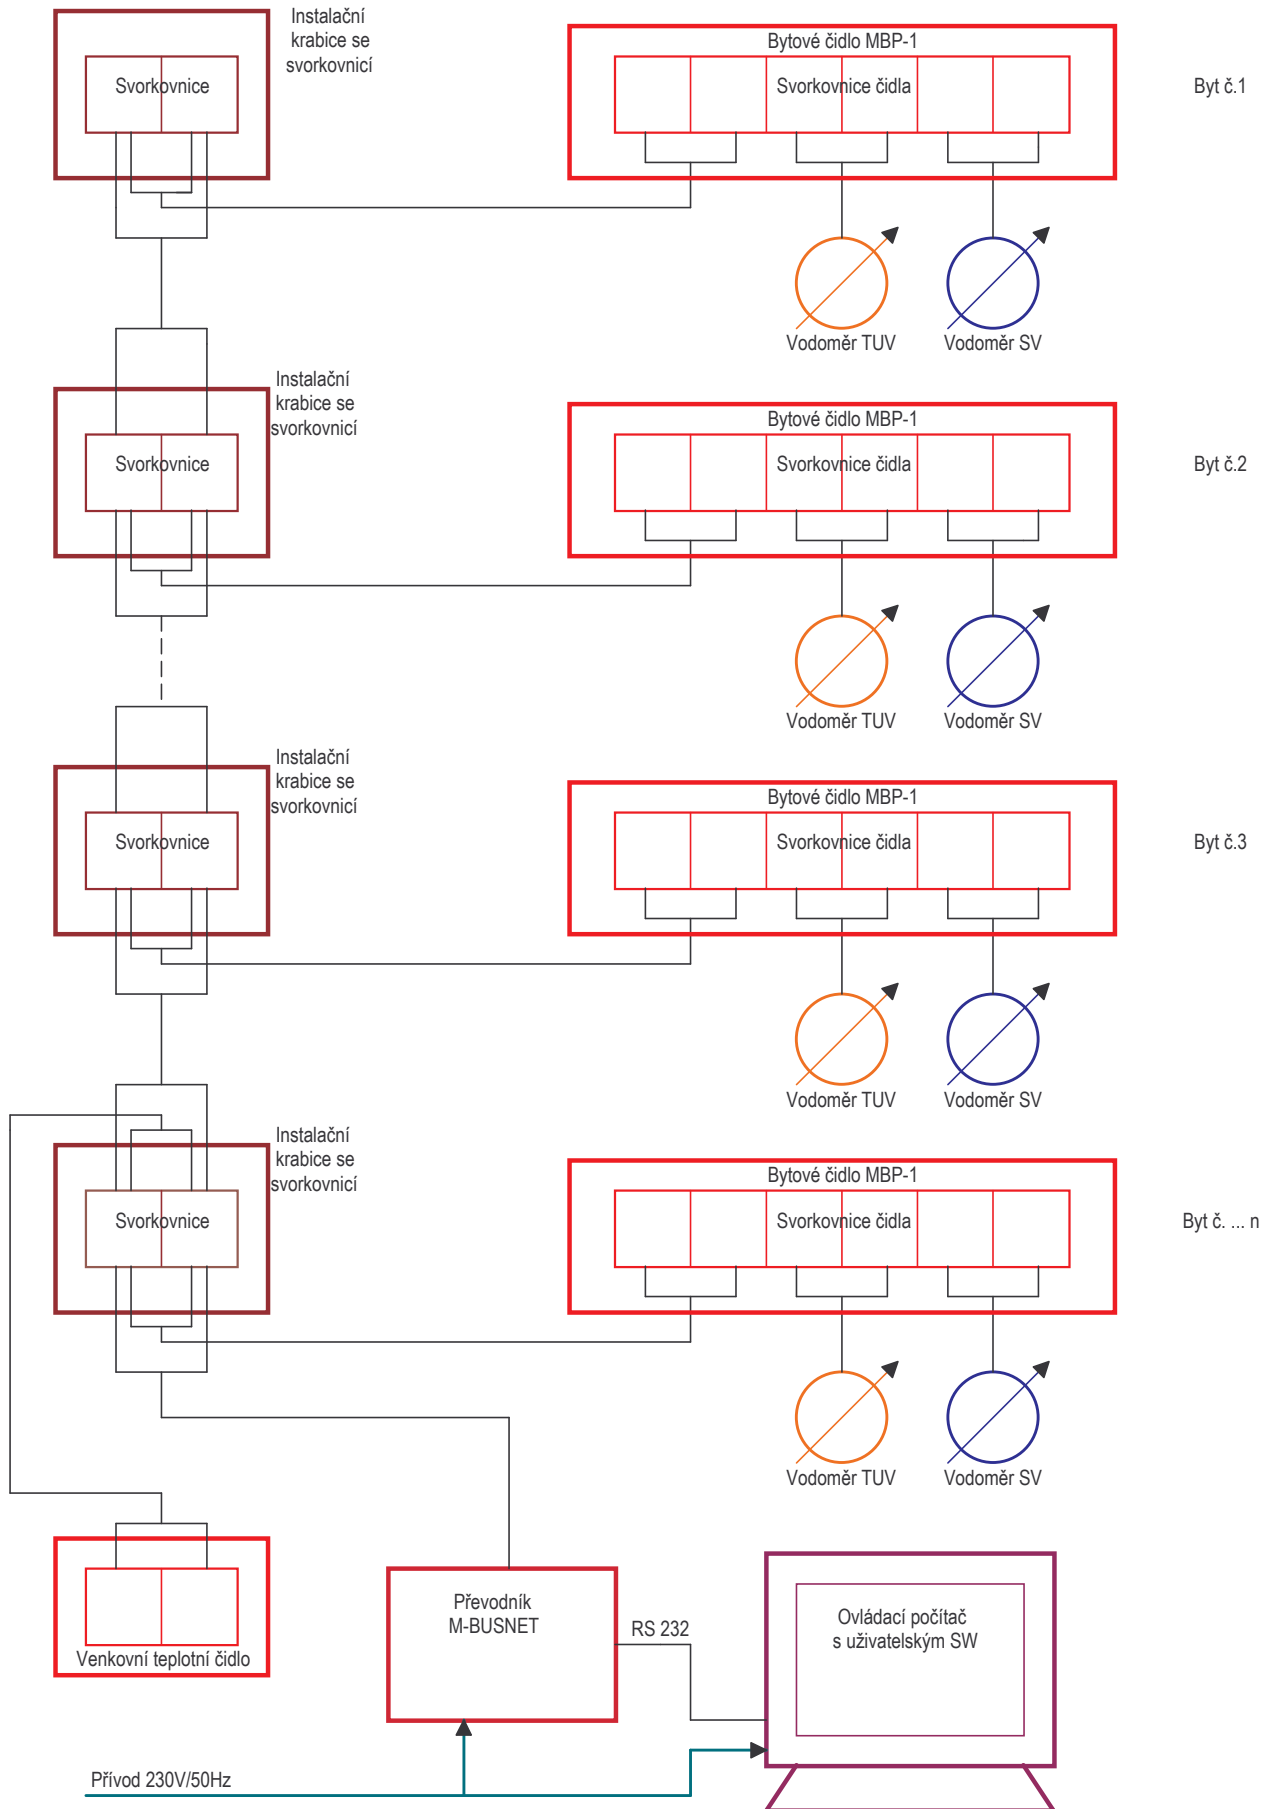 Instalační
krabice se
svorkovnicí
Svorkovnice
Bytové čidlo MBP-1
Svorkovnice čidla
Byt č.1
Vodoměr TUV
Vodoměr SV
Instalační
krabice se
svorkovnicí
Svorkovnice
Bytové čidlo MBP-1
Svorkovnice čidla
Byt č.2
Vodoměr TUV
Vodoměr SV
Instalační
krabice se
svorkovnicí
Svorkovnice
Bytové čidlo MBP-1
Svorkovnice čidla
Byt č.3
Vodoměr TUV
Vodoměr SV
Instalační
krabice se
svorkovnicí
Svorkovnice
Bytové čidlo MBP-1
Svorkovnice čidla
Byt č. ... n
Vodoměr TUV
Vodoměr SV
Venkovní teplotní čidlo
Převodník
M-BUSNET
RS 232
Ovládací počítač
s uživatelským SW
Přívod 230V/50Hz